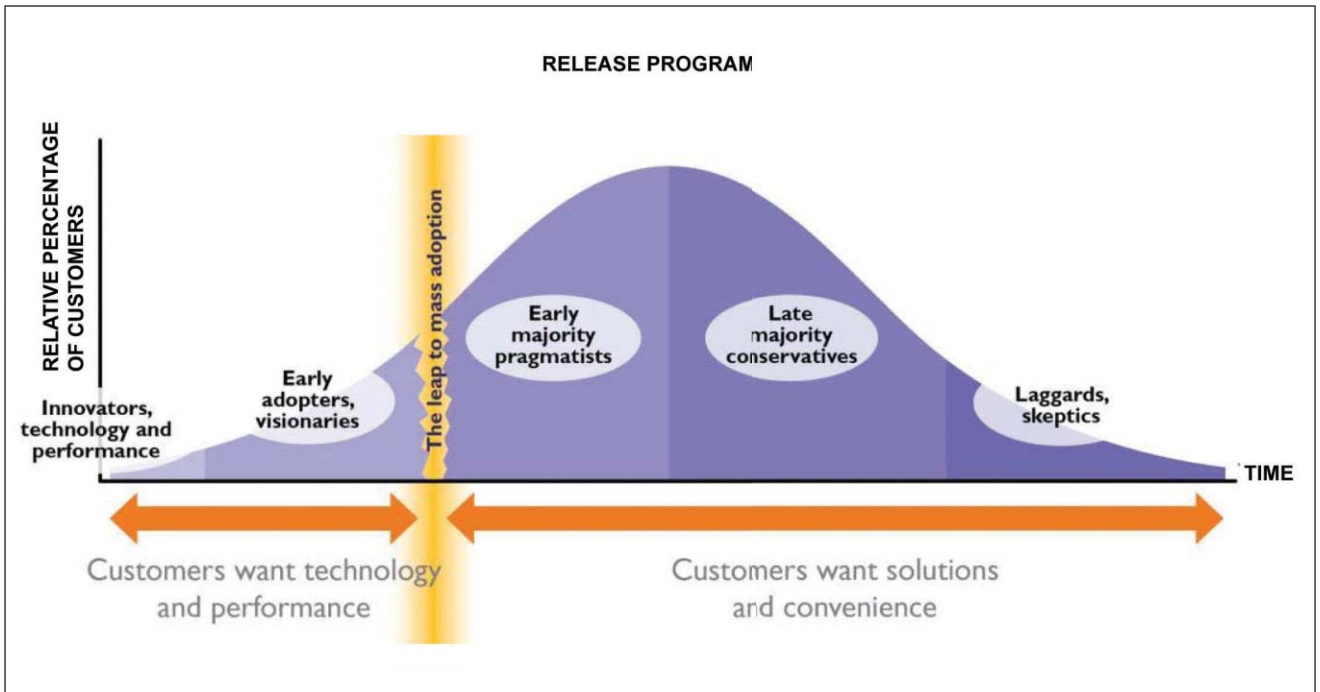 RELEASE PROGRAM
RELATIVE PERCENTAGE
OF CUSTOMERS
Innovators,
technology and
performance
Early
adopters,
visionaries
The leap to mass adoption
Early
majority
pragmatists
Late
majority
conservatives
Laggards,
skeptics
TIME
Customers want technology
and performance
Customers want solutions
and convenience